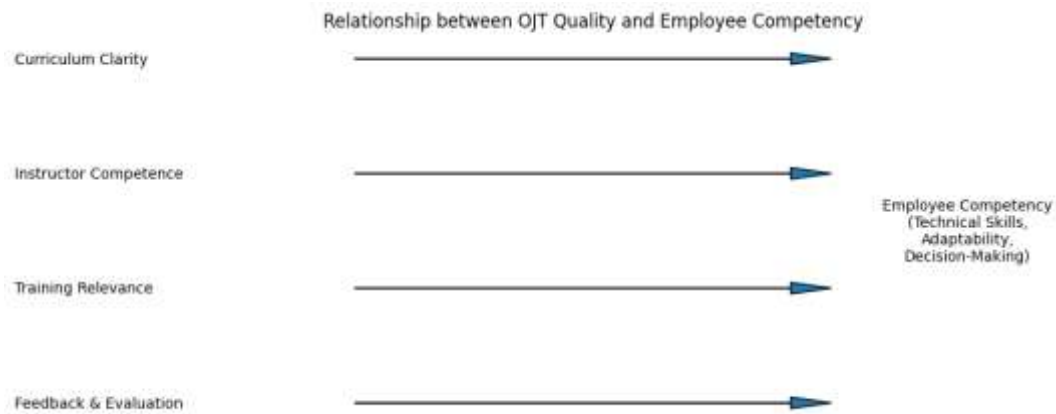 Relationship between OJT Quality and Employee Competency
Curriculum Clarity
Instructor Competence
Employee Competency
(Technical Skills,
Adaptability,
Decision-Making)
Training Relevance
Feedback & Evaluation